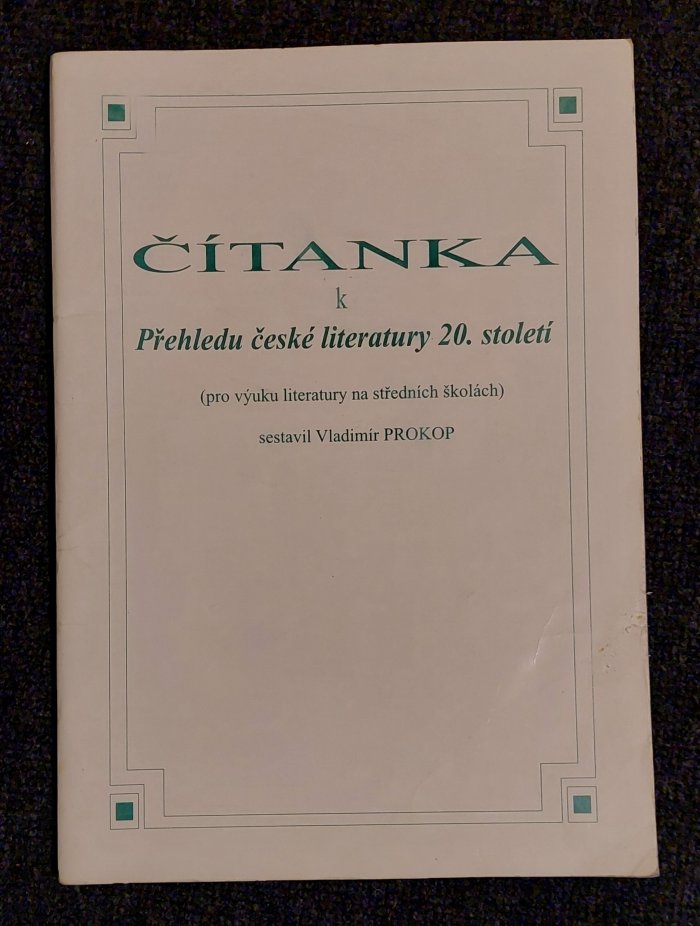 ČÍTANKA
k
Přehledu české literatury 20. století
(pro výuku literatury na středních školách)
sestavil Vladimír PROKOP